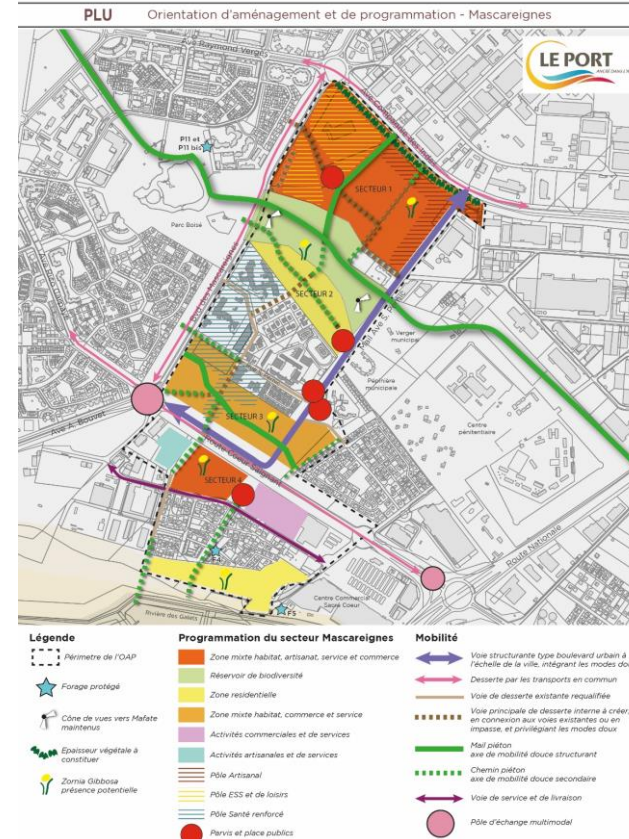 PLU Orientation d'aménagement et de programmation - Mascareignes
LE PORT
Ave Raymond Verges
P11 et
P11 bis
SECTEUR 1
Parc Boisé
SECTEUR 2
Verger
municipal
Pépinière
municipale
Centre
pénitentiaire
Ave A. Bouvet
SECTEUR 3
SECTEUR 4
Route Nationale
Centre Commercial
Sacré Coeur
F5
Rivière des Galets
Légende
Périmetre de l'OAP
Forage protégé
Cône de vues vers Mafate
maintenus
Epaisseur végétale à
constituer
Zornia Gibbosa
présence potentielle
Programmation du secteur Mascareignes
Zone mixte habitat, artisanat, service et commerce
Réservoir de biodiversité
Zone residentielle
Zone mixte habitat, commerce et service
Activités commerciales et de services
Activités artisanales et de services
Pôle Artisanal
Pôle ESS et de loisirs
Pôle Santé renforcé
Parvis et place publics
Mobilité
Voie structurante type boulevard urbain à
l'échelle de la ville, intégrant les modes dou
Desserte par les transports en commun
Voie de desserte existante requalifiée
Voie principale de desserte interne à créer,
en connexion aux voies existantes ou en
impasse, et privilégiant les modes doux
Mail piéton
axe de mobilité douce structurant
Chemin piéton
axe de mobilité douce secondaire
Voie de service et de livraison
Pôle d'échange multimodal